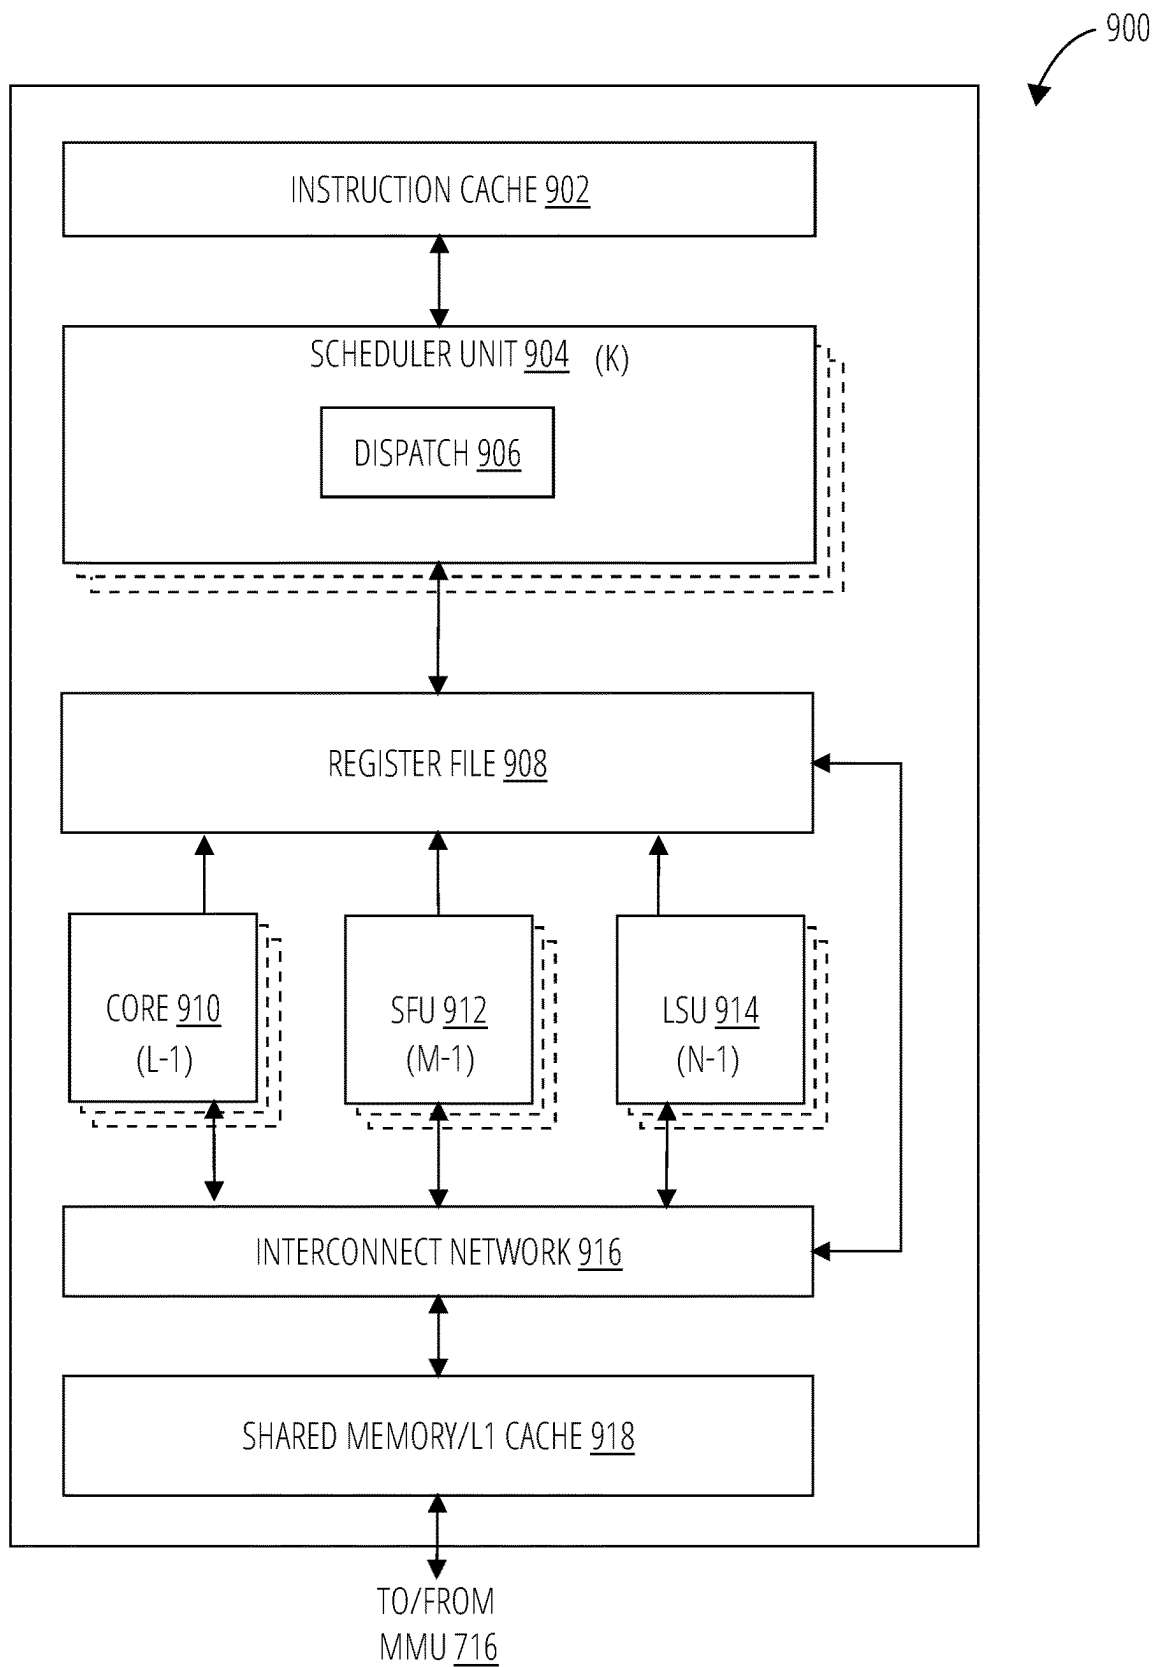 900
INSTRUCTION CACHE 902
SCHEDULER UNIT 904 (K)
DISPATCH 906
REGISTER FILE 908
CORE 910
(L-1)
SFU 912
(M-1)
LSU 914
(N-1)
INTERCONNECT NETWORK 916
SHARED MEMORY/L1 CACHE 918
TO/FROM
MMU 716